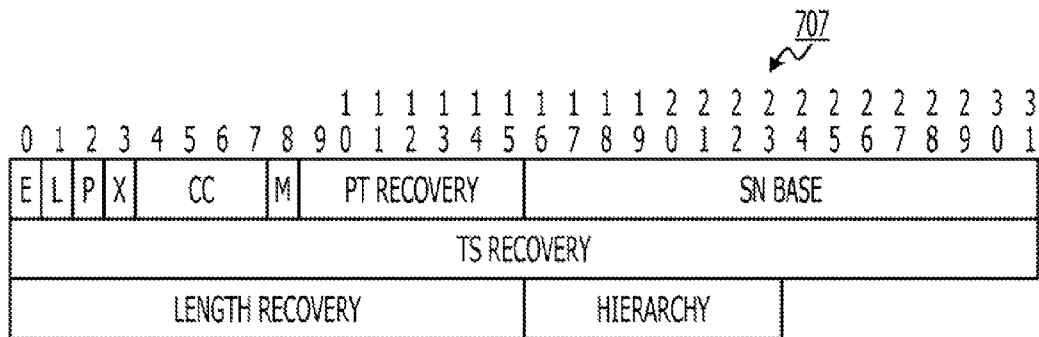 707
1 1 1 1 1 1 1 1 1 1 2 2 2 2 2 2 2 2 2 2 3 3
0 1 2 3 4 5 6 7 8 9 0 1 2 3 4 5 6 7 8 9 0 1 2 3 4 5 6 7 8 9 0 1
E L P X CC M PT RECOVERY SN BASE
TS RECOVERY
LENGTH RECOVERY HIERARCHY